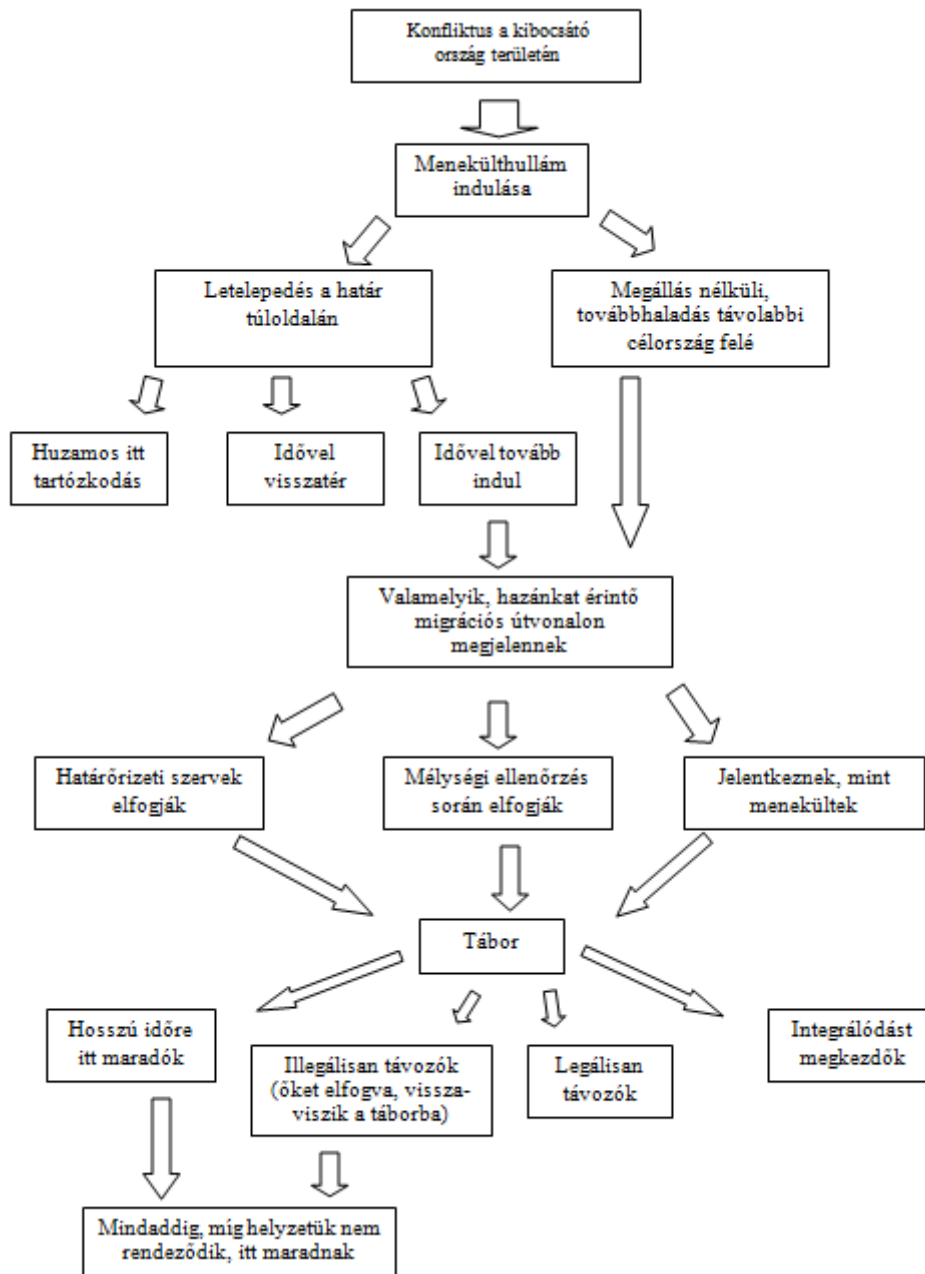 Konfliktus a kibocsátó
ország területén
Menekülthullám
indulása
Letelepedés a határ
túloldalán
Megállás nélküli,
továbbhaladás távolabbi
célország felé
Huzamos itt
tartózkodás
Idővel
visszatér
Idővel tovább
indul
Valamelyik, hazánkat érintő
migrációs útvonalon
megjelennek
Határőrizeti szervek
elfogják
Mélységi ellenőrzés
során elfogják
Jelentkeznek, mint
menekültek
Tábor
Hosszú időre
itt maradók
Illegálisan távozók
(őket elfogva, vissza-
viszik a táborba)
Legálisan
távozók
Integrálódást
megkezdők
Mindaddig, míg helyzetük nem
rendeződik, itt maradnak